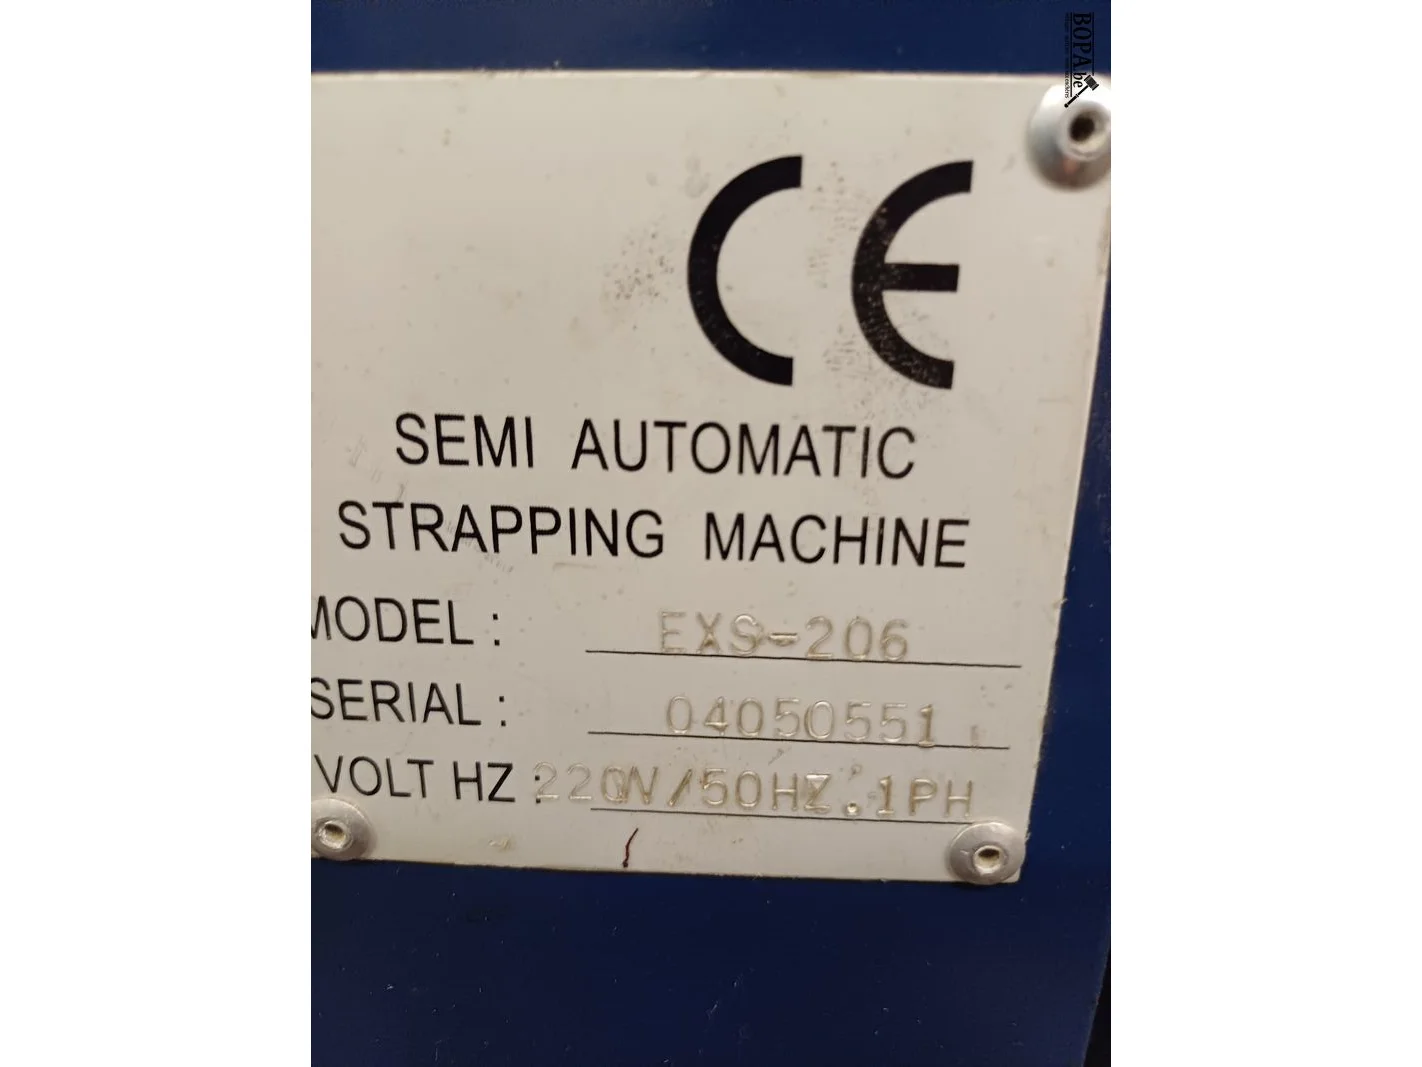 BOPA.be
CE
SEMI AUTOMATIC
STRAPPING MACHINE
MODEL : EXS-206
SERIAL : 04050551
VOLT HZ : 220V/50HZ.1PH